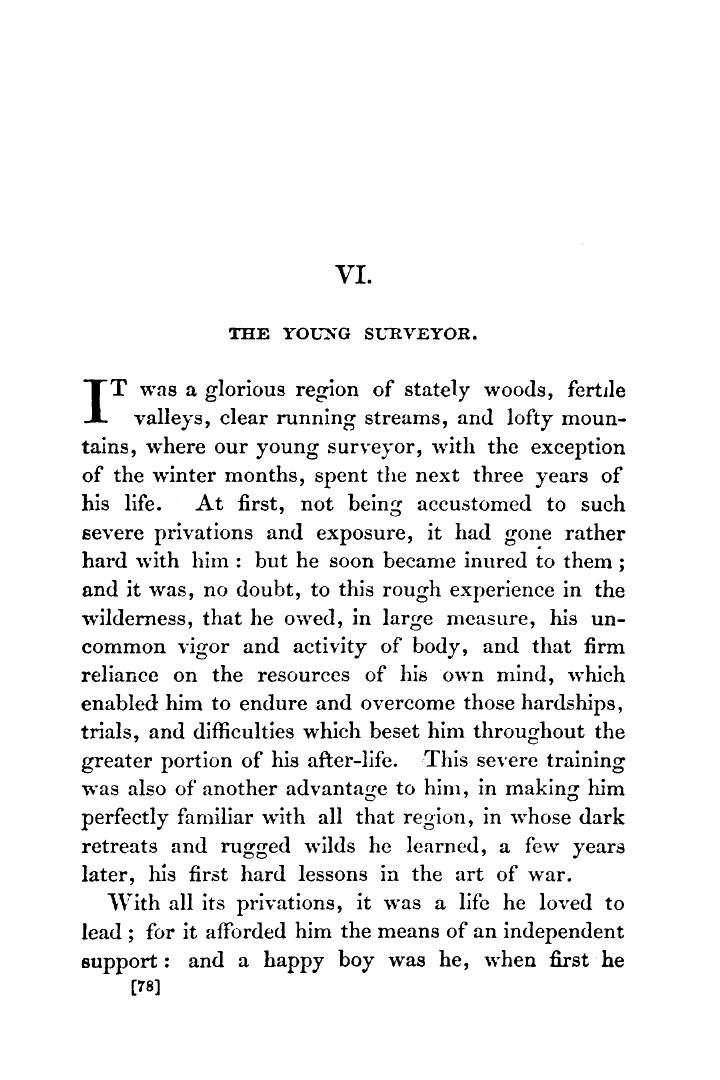 VI.
THE YOUNG SURVEYOR.
IT was a glorious region of stately woods, fertile
valleys, clear running streams, and lofty moun-
tains, where our young surveyor, with the exception
of the winter months, spent the next three years of
his life. At first, not being accustomed to such
severe privations and exposure, it had gone rather
hard with him : but he soon became inured to them ;
and it was, no doubt, to this rough experience in the
wilderness, that he owed, in large measure, his un-
common vigor and activity of body, and that firm
reliance on the resources of his own mind, which
enabled him to endure and overcome those hardships,
trials, and difficulties which beset him throughout the
greater portion of his after-life. This severe training
was also of another advantage to him, in making him
perfectly familiar with all that region, in whose dark
retreats and rugged wilds he learned, a few years
later, his first hard lessons in the art of war.
With all its privations, it was a life he loved to
lead ; for it afforded him the means of an independent
support : and a happy boy was he, when first he
[78]